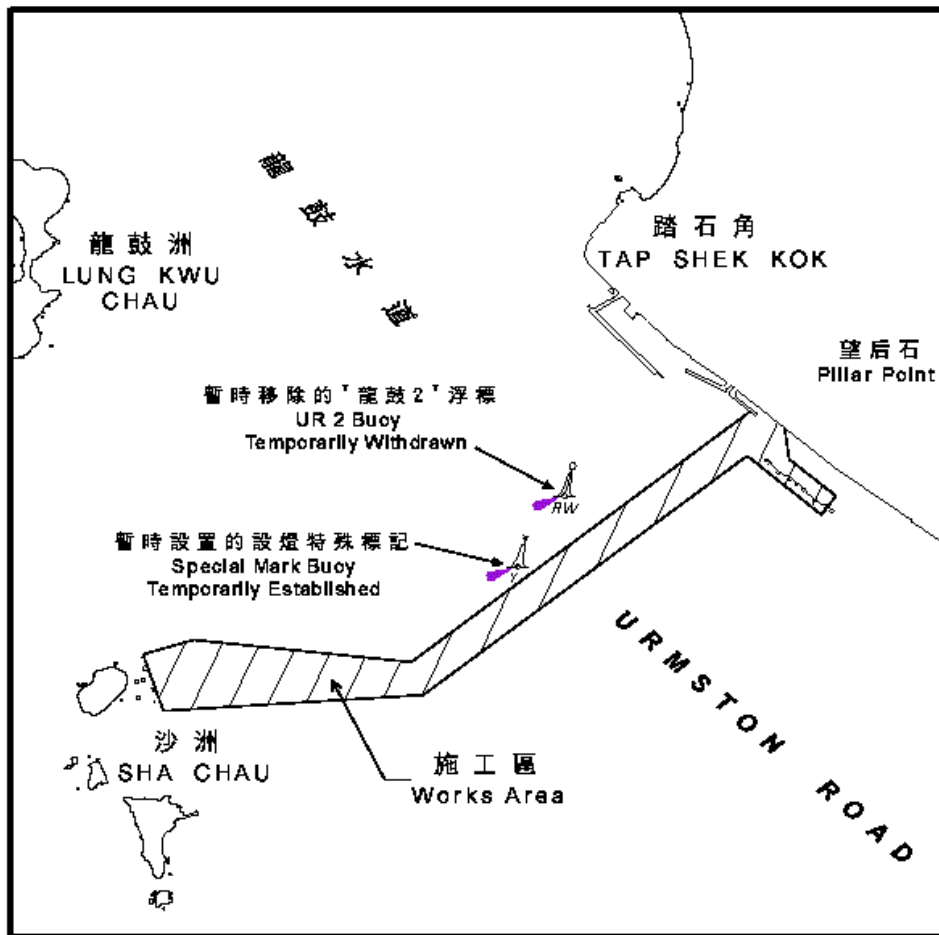 龍鼓水道
龍鼓洲
LUNG KWU
CHAU
踏石角
TAP SHEK KOK
望后石
Pillar Point
暫時移除的"龍鼓2"浮標
UR 2 Buoy
Temporarily Withdrawn
RW
暫時設置的設燈特殊標記
Special Mark Buoy
Temporarily Established
Y
URMSTON ROAD
沙洲
SHA CHAU
施工區
Works Area